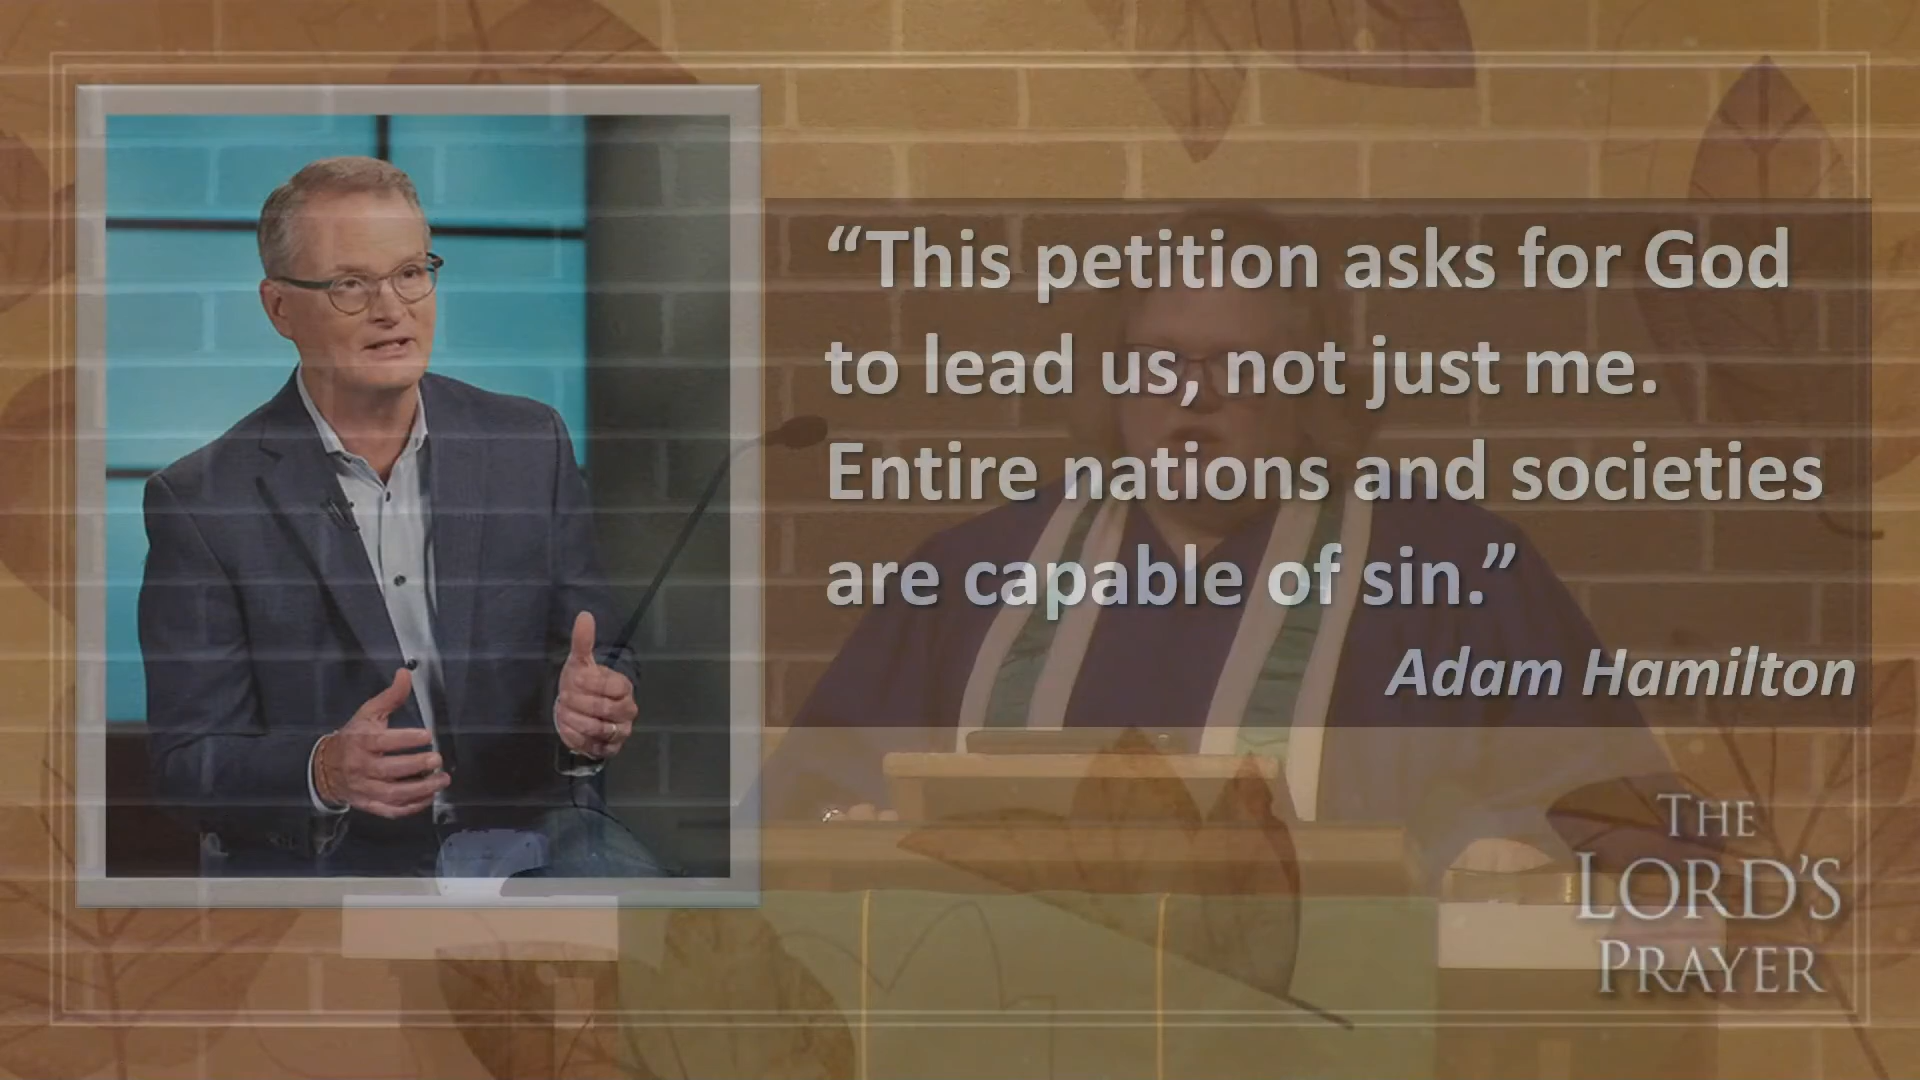 “This petition asks for God
to lead us, not just me.
Entire nations and societies
are capable of sin.”
Adam Hamilton
THE
LORD’S
PRAYER